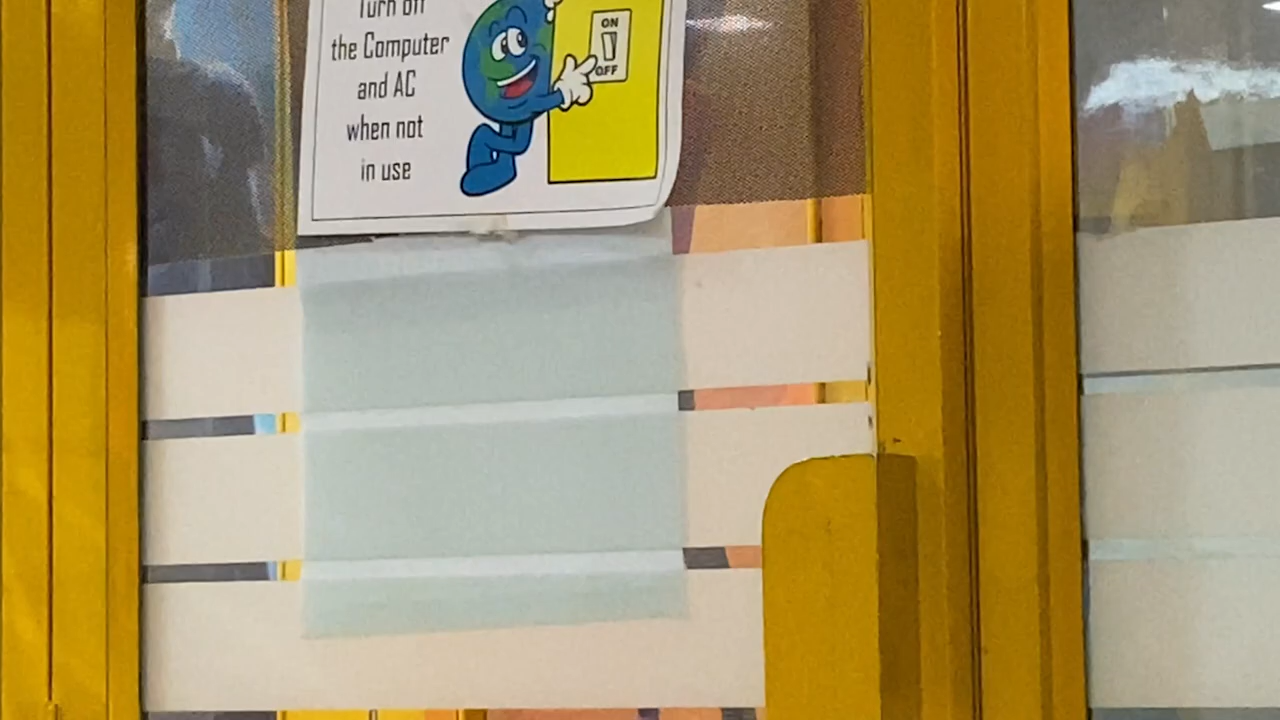 Turn off
the Computer
and AC
when not
in use
ON
OFF